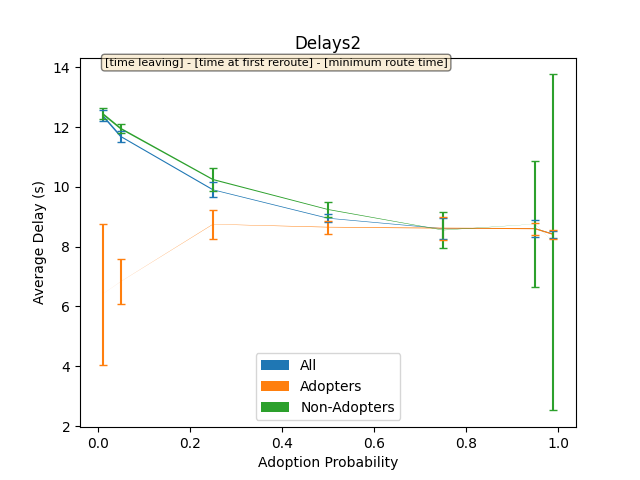 Delays2
[time leaving] - [time at first reroute] - [minimum route time]
14
12
10
8
6
4
2
Average Delay (s)
All
Adopters
Non-Adopters
0.0 0.2 0.4 0.6 0.8 1.0
Adoption Probability